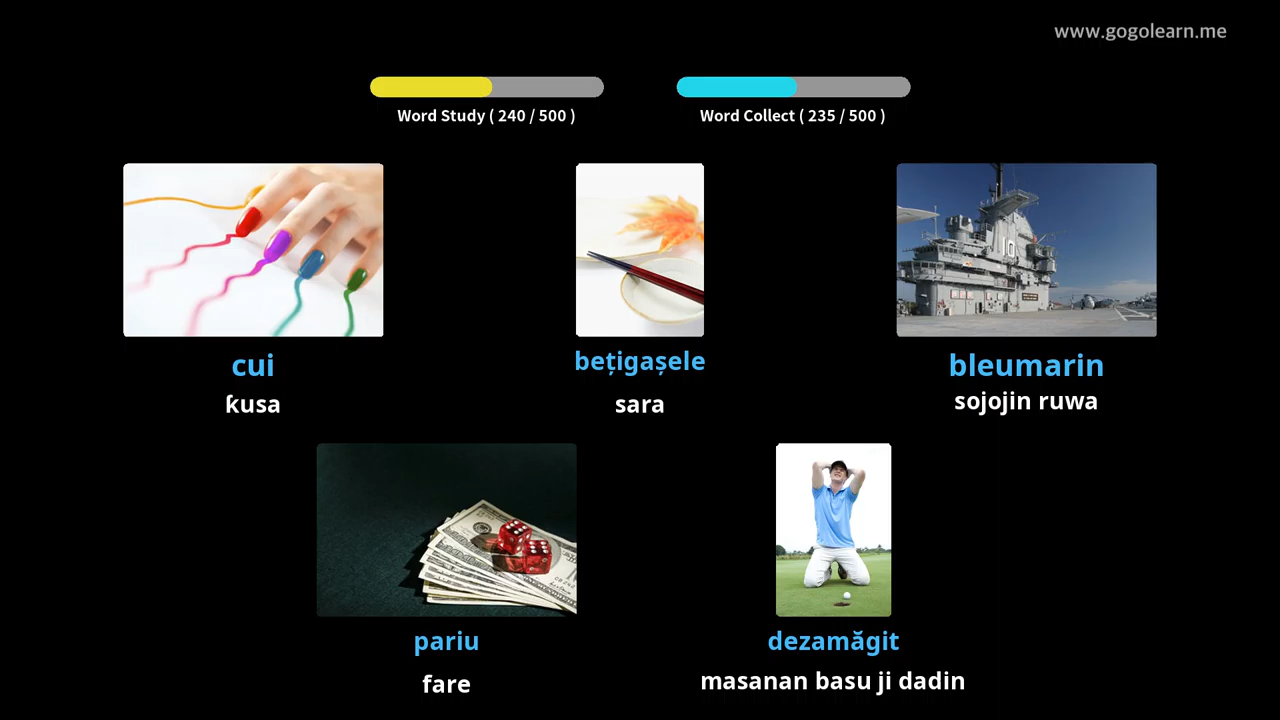 www.gogolearn.me
Word Study ( 240 / 500 )
Word Collect ( 235 / 500 )
cui
bețigașele
bleumarin
ƙusa
sara
sojojin ruwa
10
pariu
dezamăgit
fare
masanan basu ji dadin